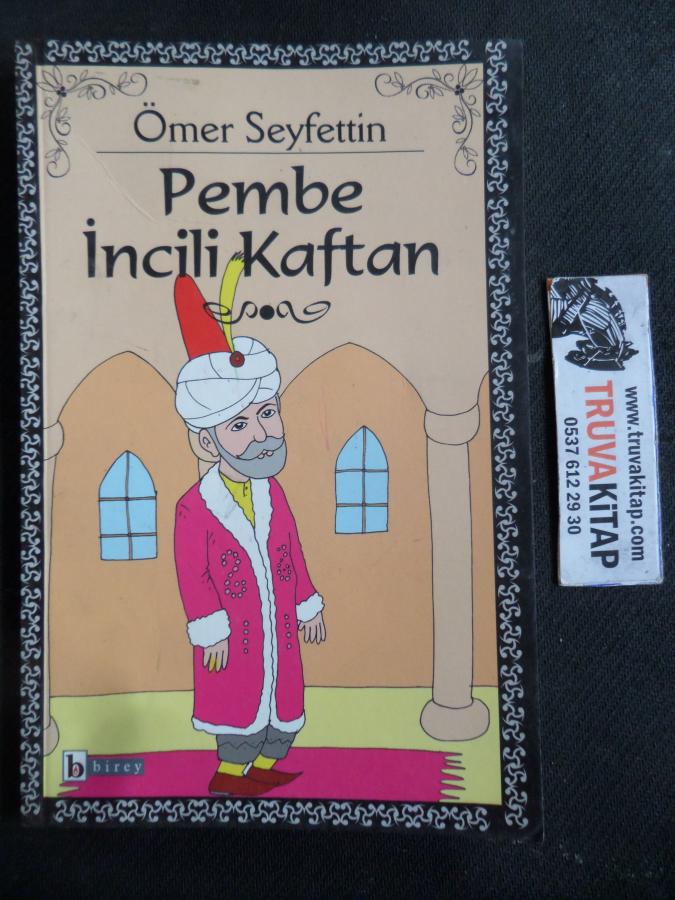 Ömer Seyfettin
Pembe
İncili Kaftan
b birey
www.truvakitap.com
TRUVAKİTAP
0537 612 29 30